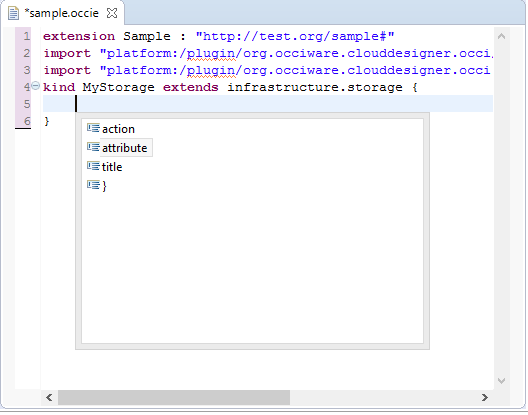 *sample.occie
1 extension Sample : "http://test.org/sample#"
2 import "platform:/plugin/org.occiware.clouddesigner.occi.
3 import "platform:/plugin/org.occiware.clouddesigner.occi
4 kind MyStorage extends infrastructure.storage {
5
6 }
action
attribute
title
}